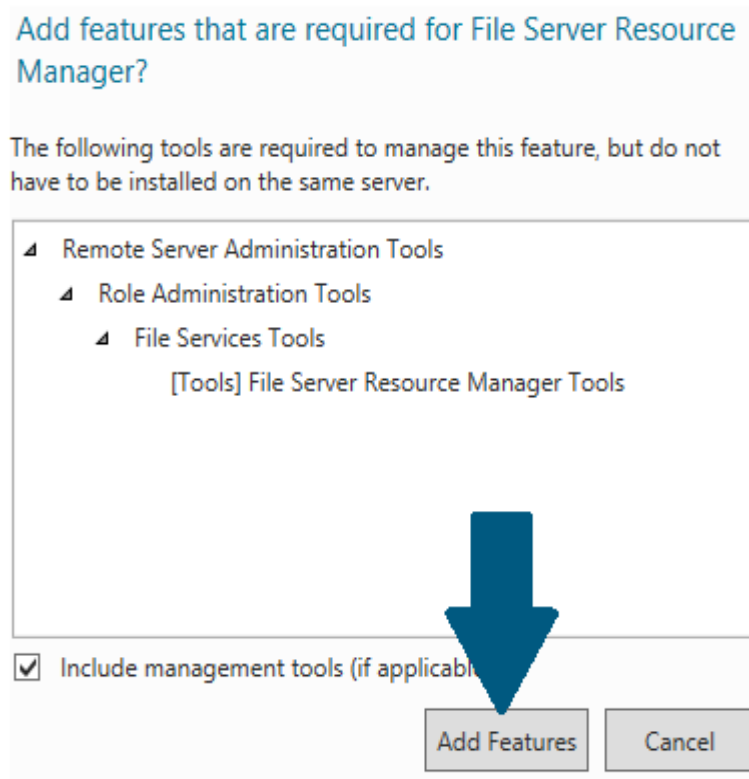 Add features that are required for File Server Resource
Manager?
The following tools are required to manage this feature, but do not
have to be installed on the same server.
Remote Server Administration Tools
Role Administration Tools
File Services Tools
[Tools] File Server Resource Manager Tools
Include management tools (if applicable
Add Features
Cancel